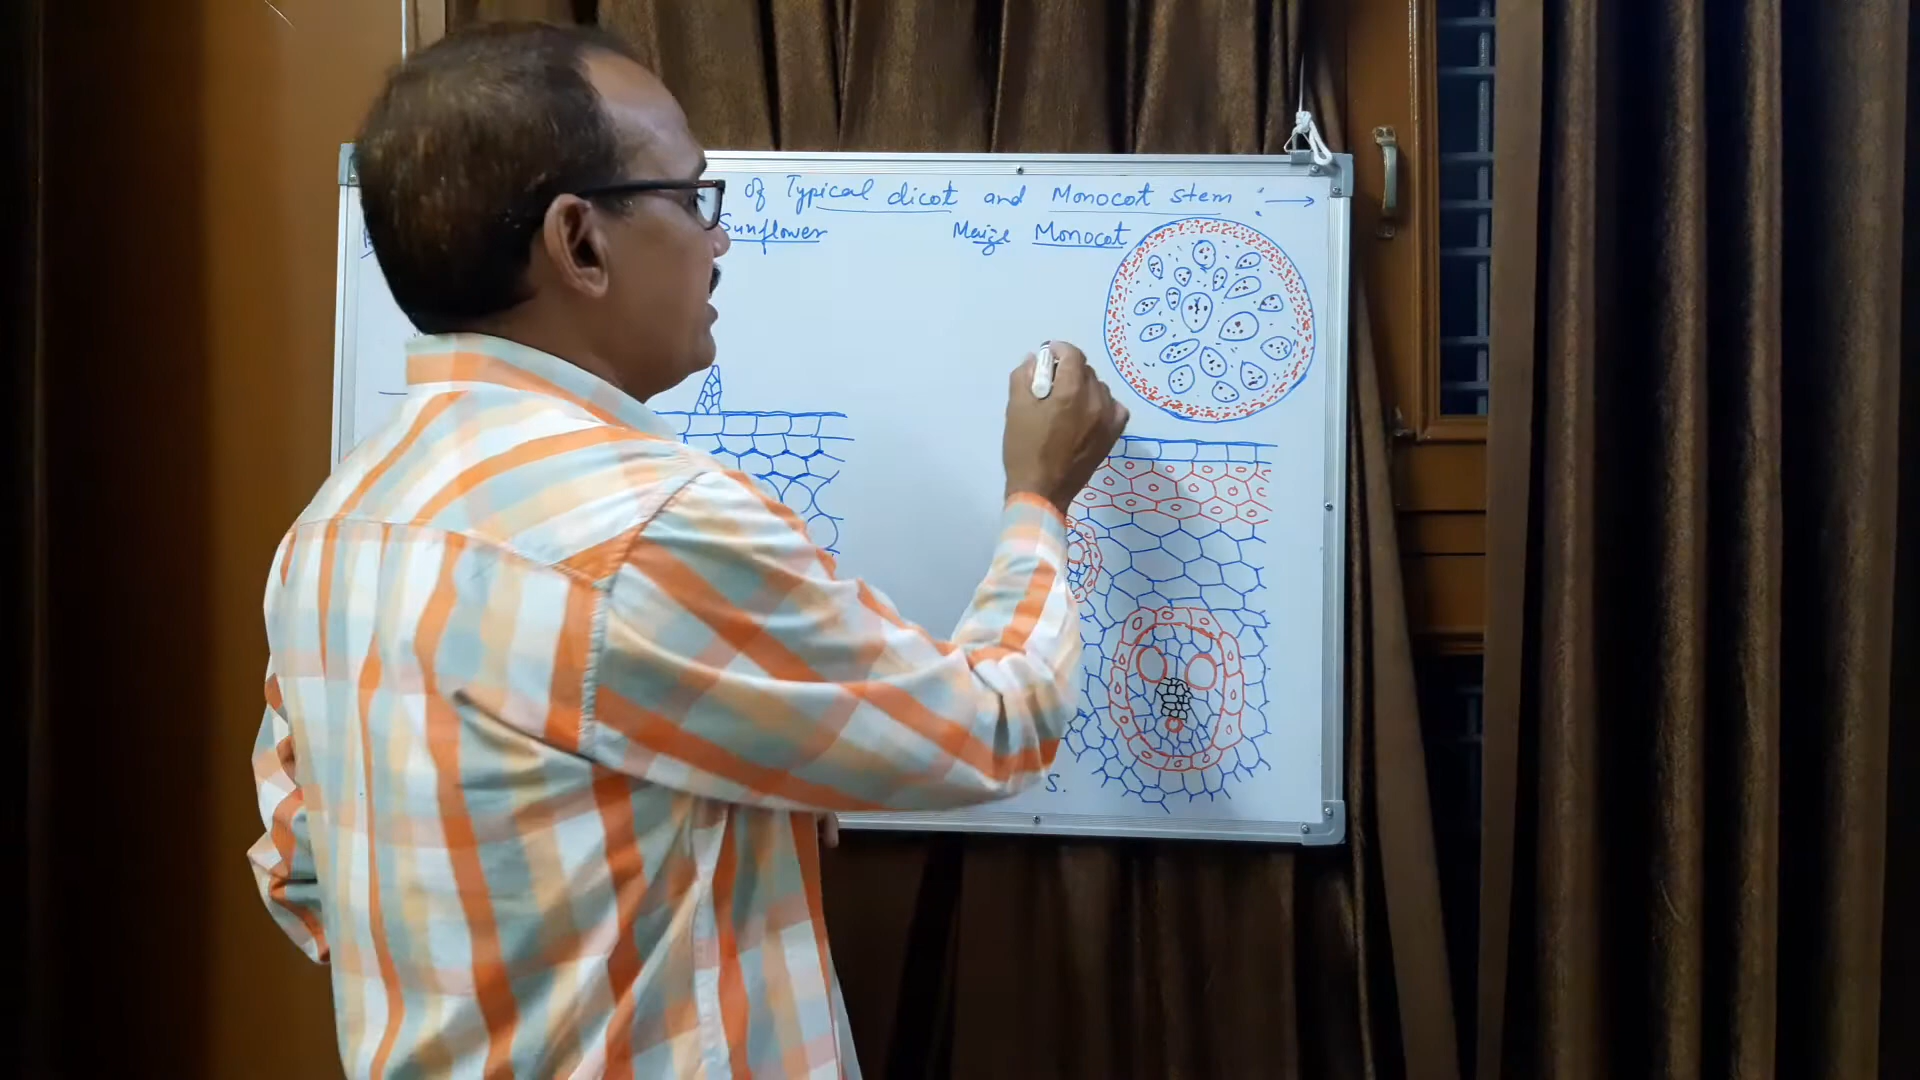 of Typical dicot and Monocot stem :→
Sunflower Maize Monocot
S.